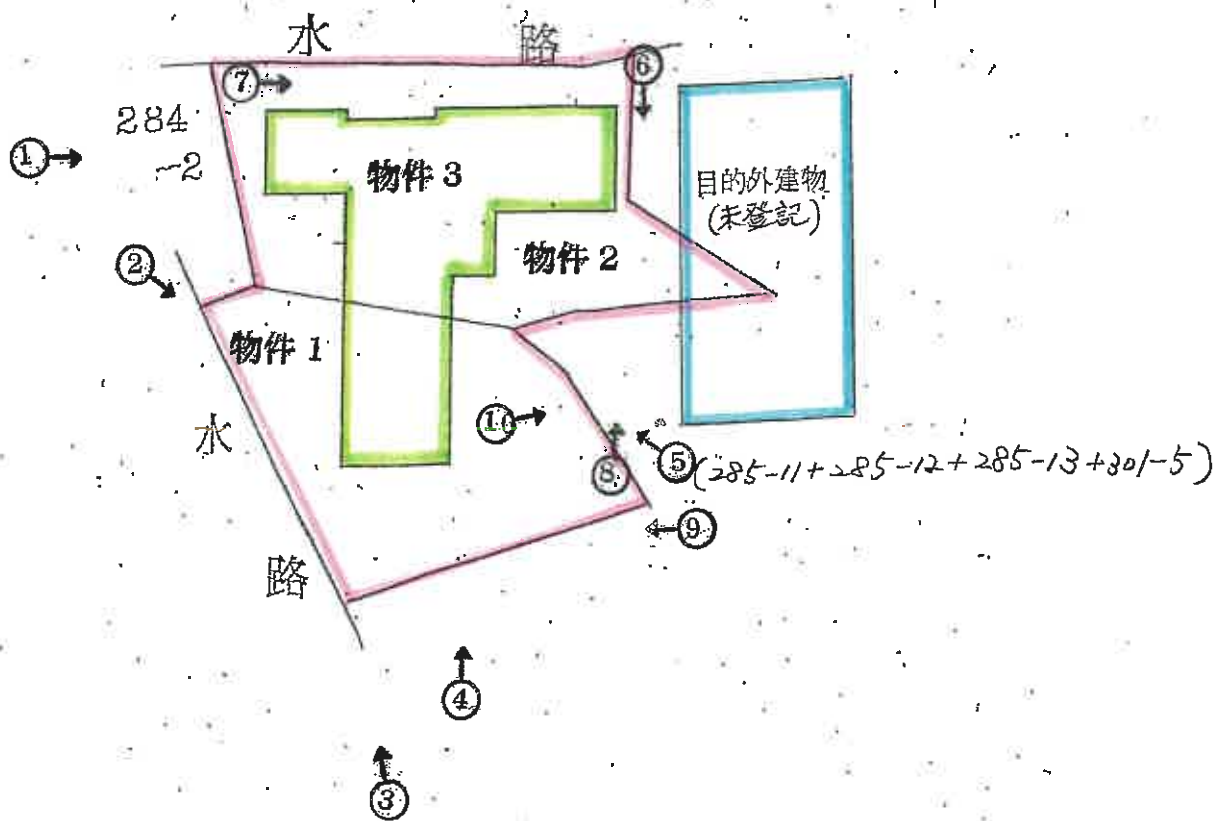 水 路
⑦ ⑥
284
-2
①
物件3
目的外建物
(未登記)
②
物件2
物件1
水
⑩
⑧ ⑤ (285-11+285-12+285-13+301-5)
⑨
路
④
③